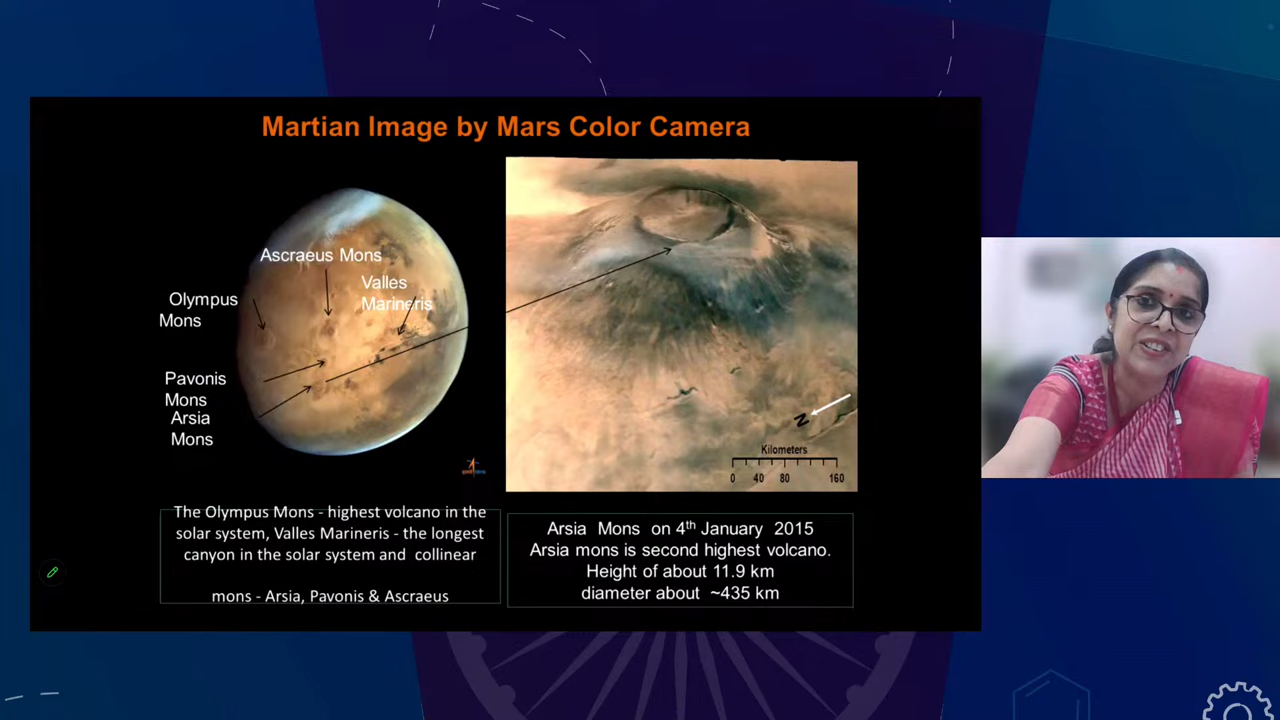 Martian Image by Mars Color Camera
Ascraeus Mons
Valles
Marineris
Olympus
Mons
Pavonis
Mons
Arsia
Mons
N
Kilometers
0 40 80 160
The Olympus Mons - highest volcano in the
solar system, Valles Marineris - the longest
canyon in the solar system and collinear
mons - Arsia, Pavonis & Ascraeus
Arsia Mons on 4th January 2015
Arsia mons is second highest volcano.
Height of about 11.9 km
diameter about ~435 km